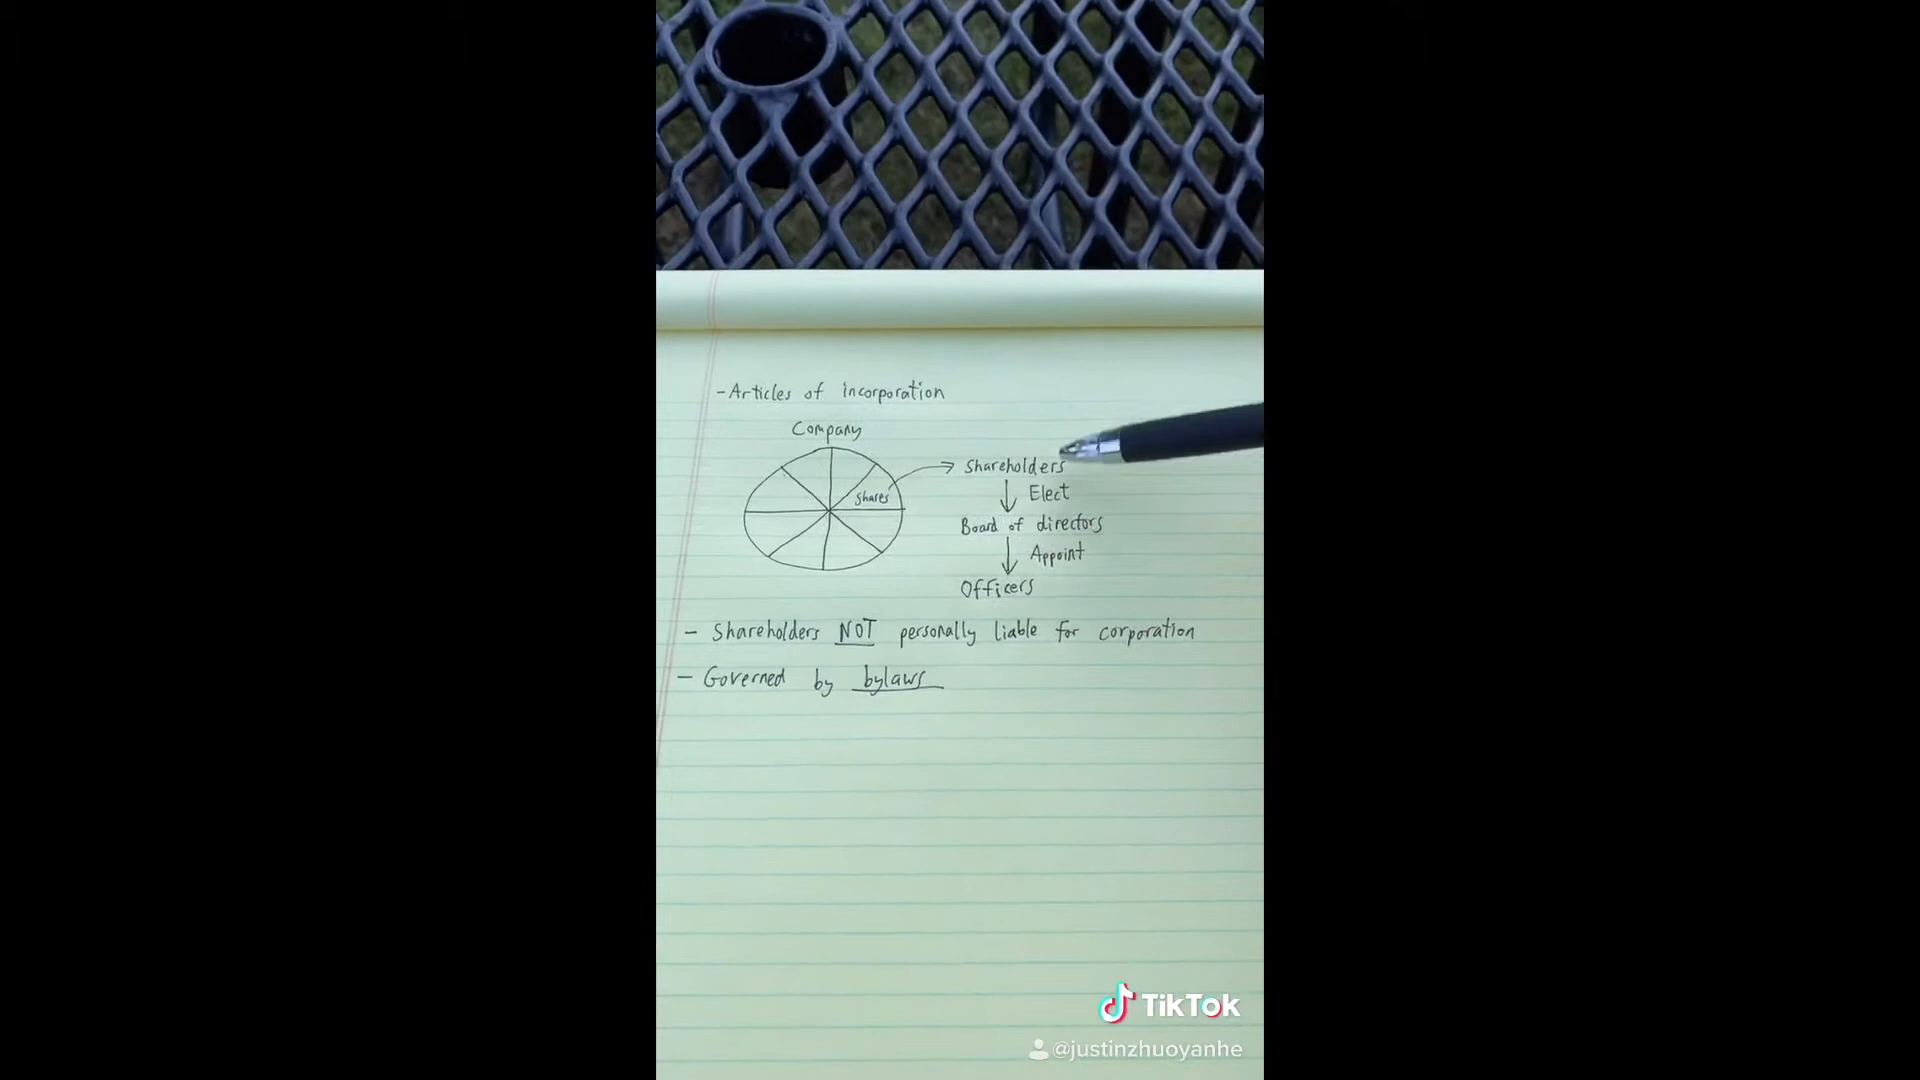 -Articles of incorporation
Company
Shares
Shareholders
Elect
Board of directors
Appoint
Officers
- Shareholders NOT personally liable for corporation
- Governed by bylaws
TikTok
@justinzhuoyanhe